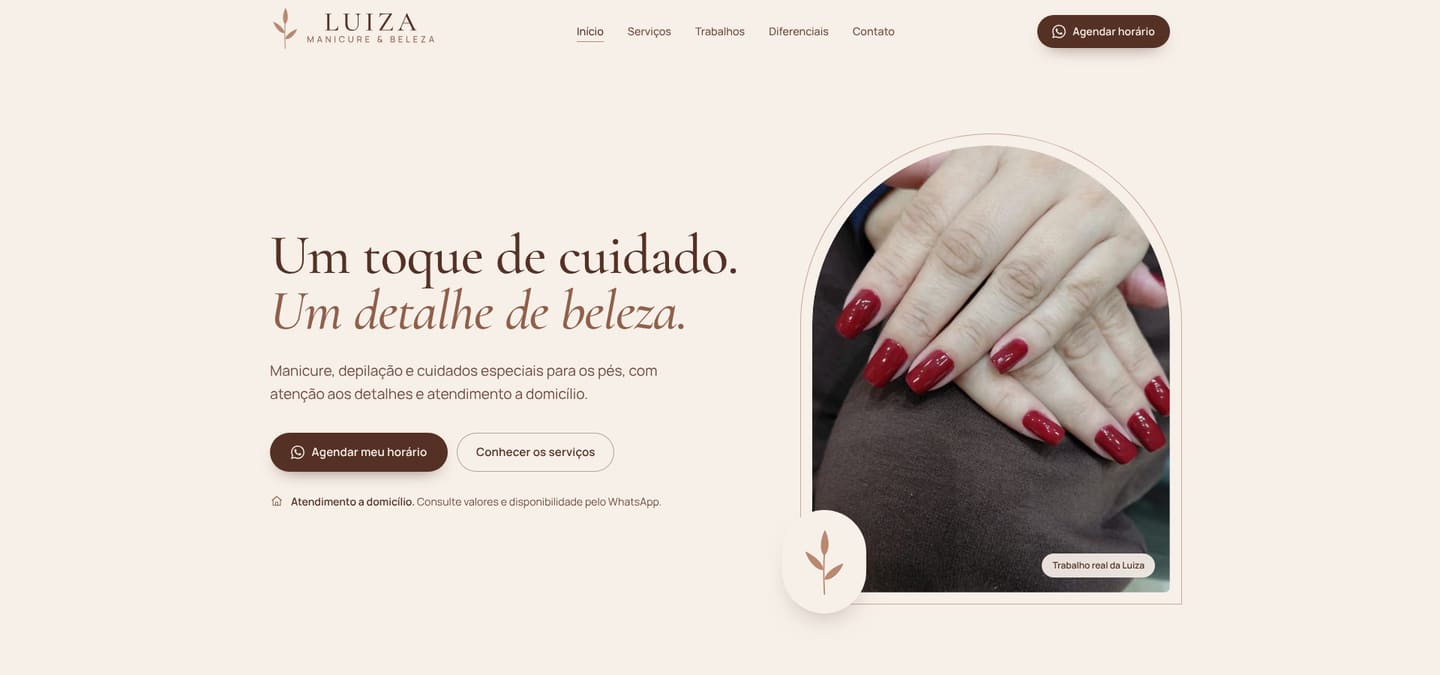 LUIZA
MANICURE & BELEZA
Início
Serviços
Trabalhos
Diferenciais
Contato
Agendar horário
Um toque de cuidado.
Um detalhe de beleza.
Manicure, depilação e cuidados especiais para os pés, com
atenção aos detalhes e atendimento a domicílio.
Agendar meu horário
Conhecer os serviços
Atendimento a domicílio. Consulte valores e disponibilidade pelo WhatsApp.
Trabalho real da Luiza